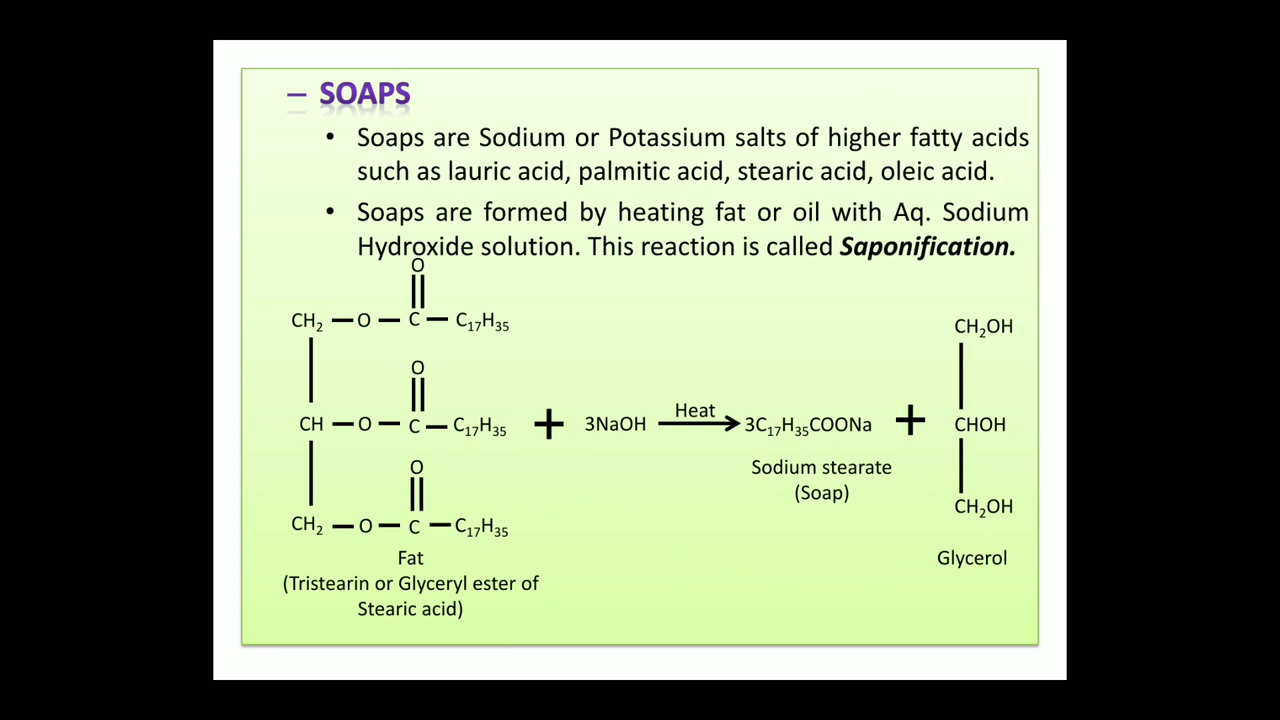 – SOAPS
• Soaps are Sodium or Potassium salts of higher fatty acids
such as lauric acid, palmitic acid, stearic acid, oleic acid.
• Soaps are formed by heating fat or oil with Aq. Sodium
Hydroxide solution. This reaction is called Saponification.
O
CH₂ — O — C — C₁₇H₃₅
CH₂OH
O
CH — O — C — C₁₇H₃₅ + 3NaOH Heat → 3C₁₇H₃₅COONa + CHOH
O
Sodium stearate
(Soap)
CH₂OH
CH₂ — O — C — C₁₇H₃₅
Fat
Glycerol
(Tristearin or Glyceryl ester of
Stearic acid)